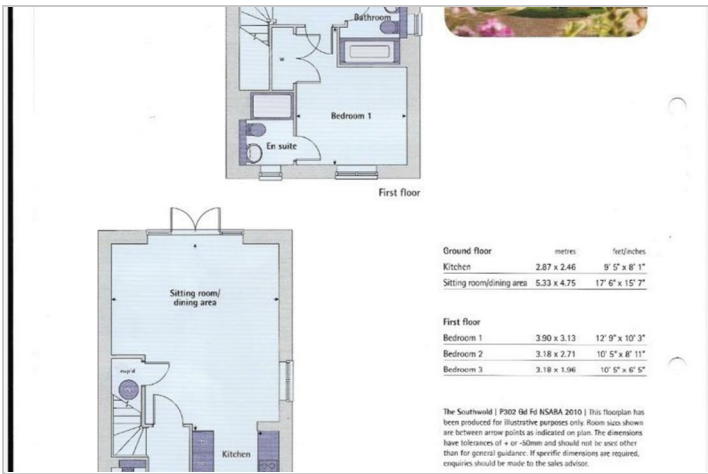 Bathroom
w
Bedroom 1
En suite
First floor
Sitting room/
dining area
cup'd
Kitchen
Ground floor metres feet/inches
Kitchen 2.87 x 2.46 9' 5" x 8' 1"
Sitting room/dining area 5.33 x 4.75 17' 6" x 15' 7"
First floor
Bedroom 1 3.90 x 3.13 12' 9" x 10' 3"
Bedroom 2 3.18 x 2.71 10' 5" x 8' 11"
Bedroom 3 3.18 x 1.96 10' 5" x 6' 5"
The Southwold | P302 Gd Fd NSABA 2010 | This floorplan has
been produced for illustrative purposes only. Room sizes shown
are between arrow points as indicated on plan. The dimensions
have tolerances of + or -50mm and should not be used other
than for general guidance. If specific dimensions are required,
enquiries should be made to the sales advisor.